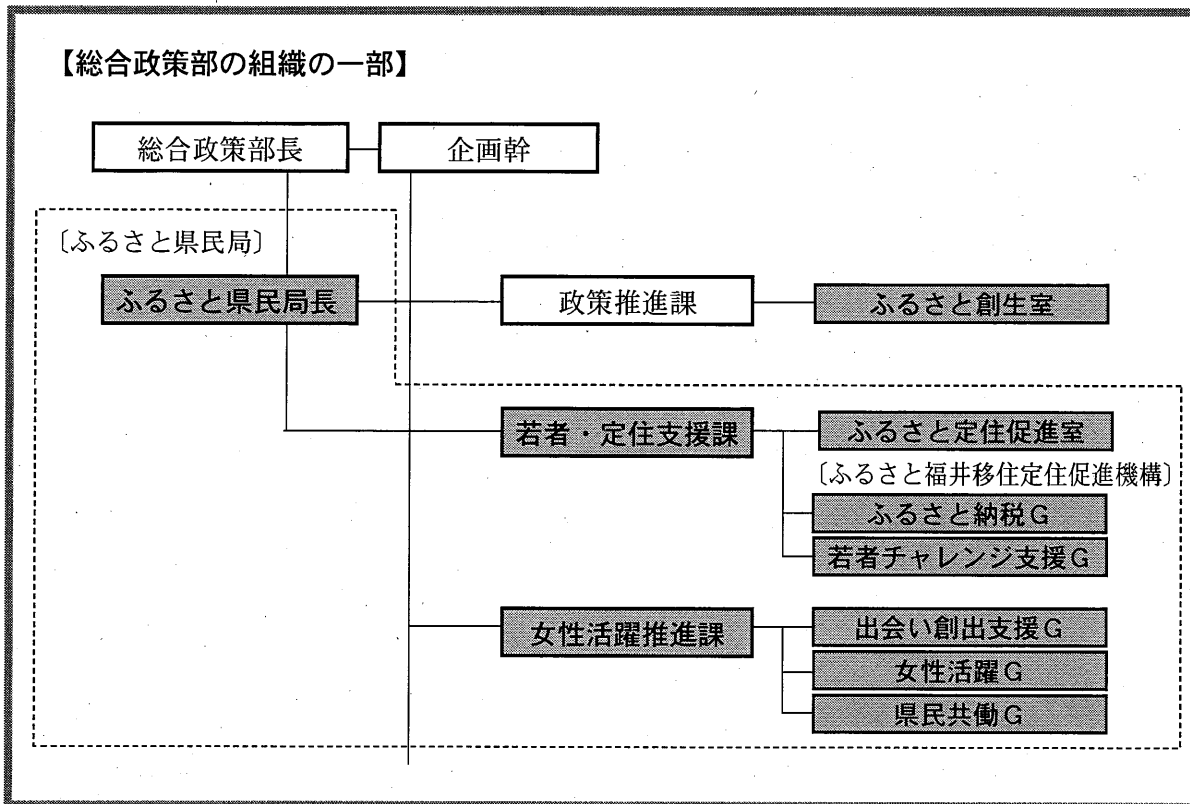 【総合政策部の組織の一部】
総合政策部長
企画幹
〔ふるさと県民局〕
ふるさと県民局長
政策推進課
ふるさと創生室
若者・定住支援課
ふるさと定住促進室
〔ふるさと福井移住定住促進機構〕
ふるさと納税G
若者チャレンジ支援G
女性活躍推進課
出会い創出支援G
女性活躍G
県民共働G